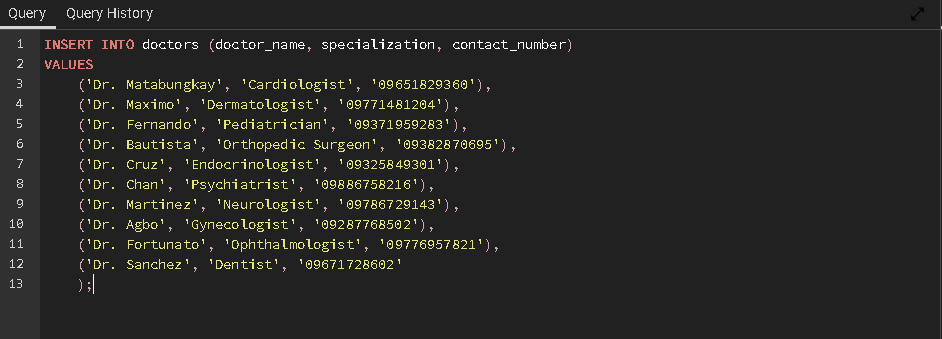 Query Query History
1 INSERT INTO doctors (doctor_name, specialization, contact_number)
2 VALUES
3 ('Dr. Matabungkay', 'Cardiologist', '09651829360'),
4 ('Dr. Maximo', 'Dermatologist', '09771481204'),
5 ('Dr. Fernando', 'Pediatrician', '09371959283'),
6 ('Dr. Bautista', 'Orthopedic Surgeon', '09382870695'),
7 ('Dr. Cruz', 'Endocrinologist', '09325849301'),
8 ('Dr. Chan', 'Psychiatrist', '09886758216'),
9 ('Dr. Martinez', 'Neurologist', '09786729143'),
10 ('Dr. Agbo', 'Gynecologist', '09287768502'),
11 ('Dr. Fortunato', 'Ophthalmologist', '09776957821'),
12 ('Dr. Sanchez', 'Dentist', '09671728602'
13 );